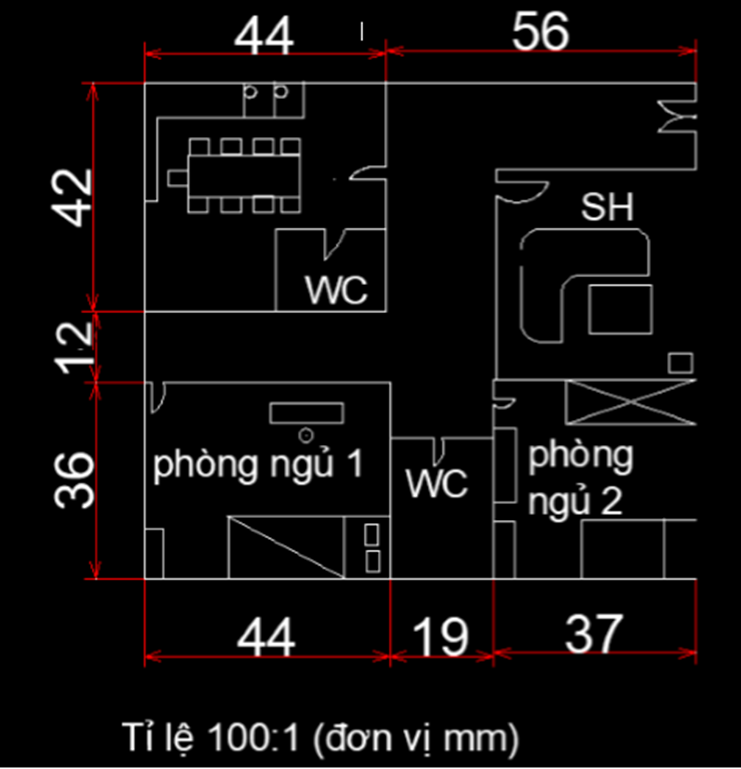 44
56
42
SH
WC
12
phòng ngủ 1
WC
phòng
ngủ 2
36
44
19
37
Tỉ lệ 100:1 (đơn vị mm)